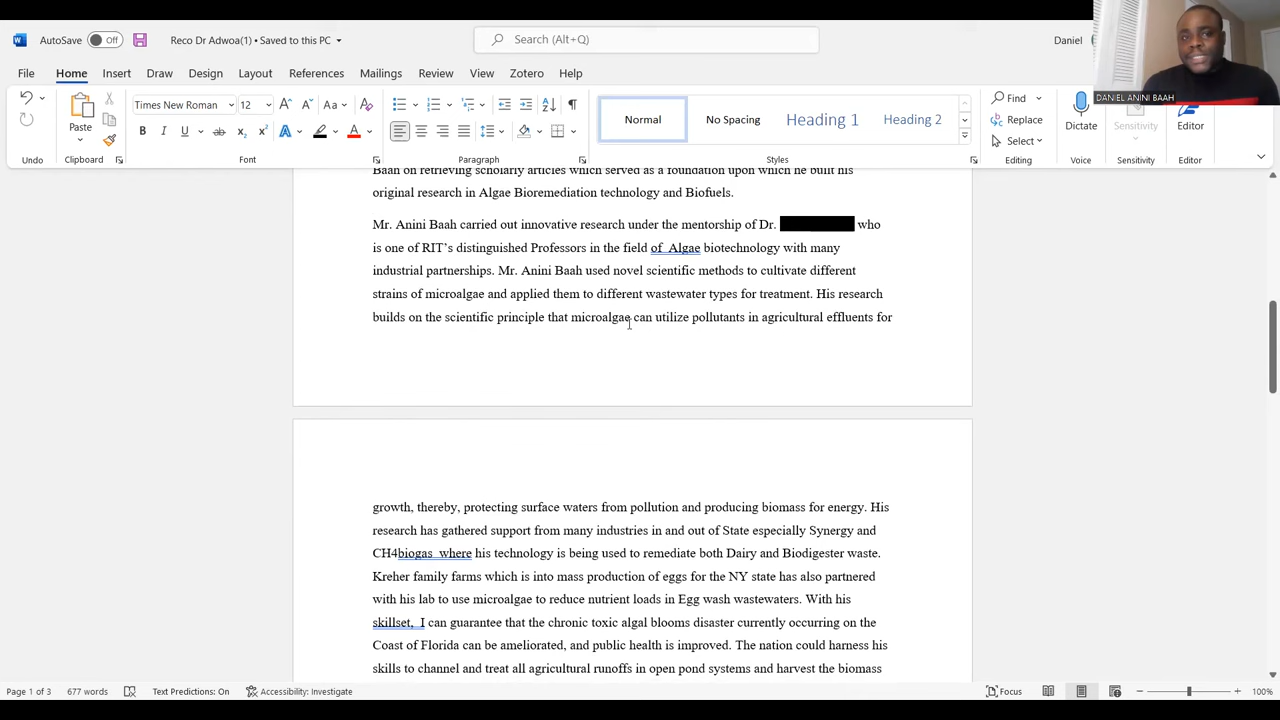 AutoSave Off Reco Dr Adwoa(1) • Saved to this PC Search (Alt+Q) Daniel
DANIEL ANINI BAAH
File Home Insert Draw Design Layout References Mailings Review View Zotero Help
Times New Roman 12 Aa Normal No Spacing Heading 1 Heading 2 Find
Paste Replace Dictate Sensitivity Editor
B I U ab x₂ x² A A Select
Undo Clipboard Font Paragraph Styles Editing Voice Sensitivity Editor
Baah on retrieving scholarly articles which served as a foundation upon which he built his
original research in Algae Bioremediation technology and Biofuels.
Mr. Anini Baah carried out innovative research under the mentorship of Dr. who
is one of RIT's distinguished Professors in the field of Algae biotechnology with many
industrial partnerships. Mr. Anini Baah used novel scientific methods to cultivate different
strains of microalgae and applied them to different wastewater types for treatment. His research
builds on the scientific principle that microalgae can utilize pollutants in agricultural effluents for
growth, thereby, protecting surface waters from pollution and producing biomass for energy. His
research has gathered support from many industries in and out of State especially Synergy and
CH4biogas where his technology is being used to remediate both Dairy and Biodigester waste.
Kreher family farms which is into mass production of eggs for the NY state has also partnered
with his lab to use microalgae to reduce nutrient loads in Egg wash wastewaters. With his
skillset, I can guarantee that the chronic toxic algal blooms disaster currently occurring on the
Coast of Florida can be ameliorated, and public health is improved. The nation could harness his
skills to channel and treat all agricultural runoffs in open pond systems and harvest the biomass
Page 1 of 3 677 words Text Predictions: On Accessibility: Investigate Focus 100%